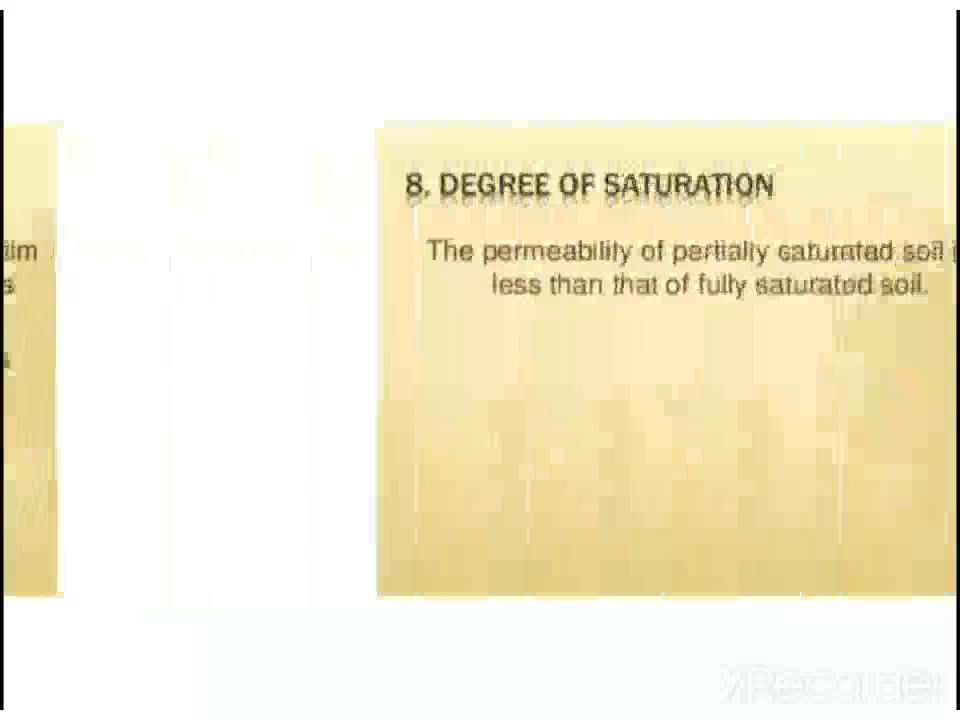 8. DEGREE OF SATURATION
The permeability of partially saturated soil
less than that of fully saturated soil.